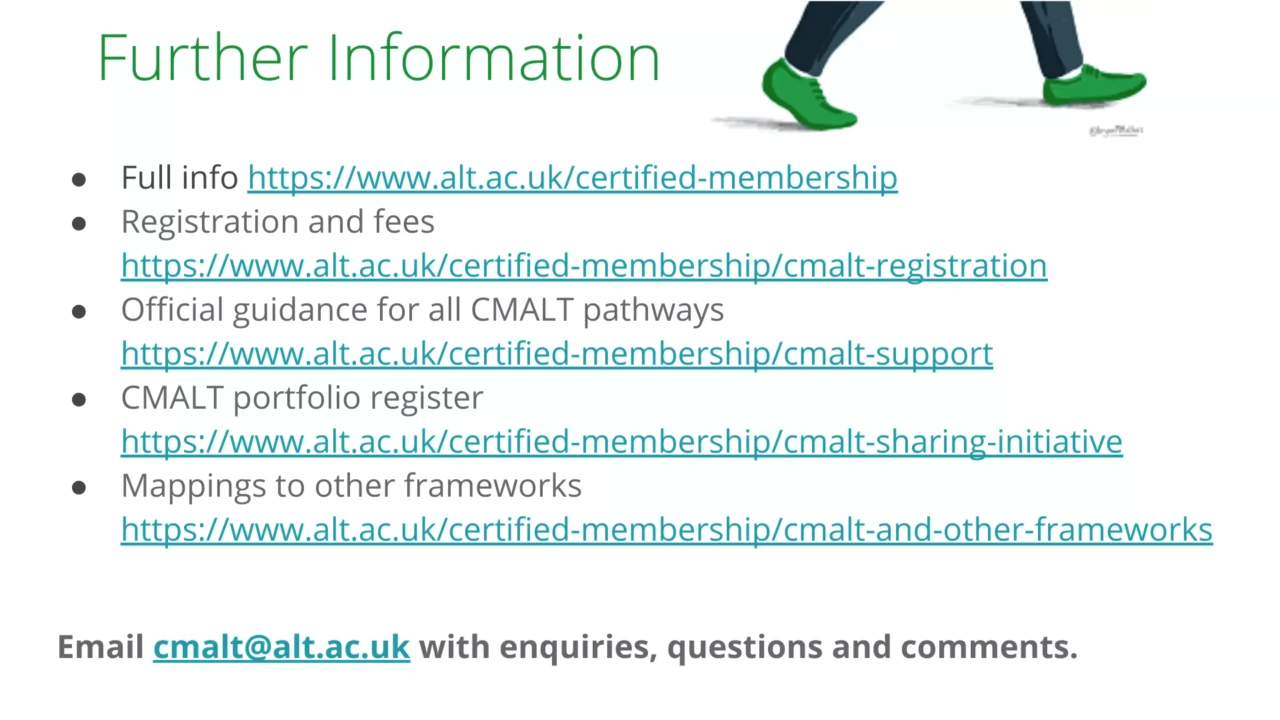 Further Information
● Full info https://www.alt.ac.uk/certified-membership
● Registration and fees
https://www.alt.ac.uk/certified-membership/cmalt-registration
● Official guidance for all CMALT pathways
https://www.alt.ac.uk/certified-membership/cmalt-support
● CMALT portfolio register
https://www.alt.ac.uk/certified-membership/cmalt-sharing-initiative
● Mappings to other frameworks
https://www.alt.ac.uk/certified-membership/cmalt-and-other-frameworks
Email cmalt@alt.ac.uk with enquiries, questions and comments.